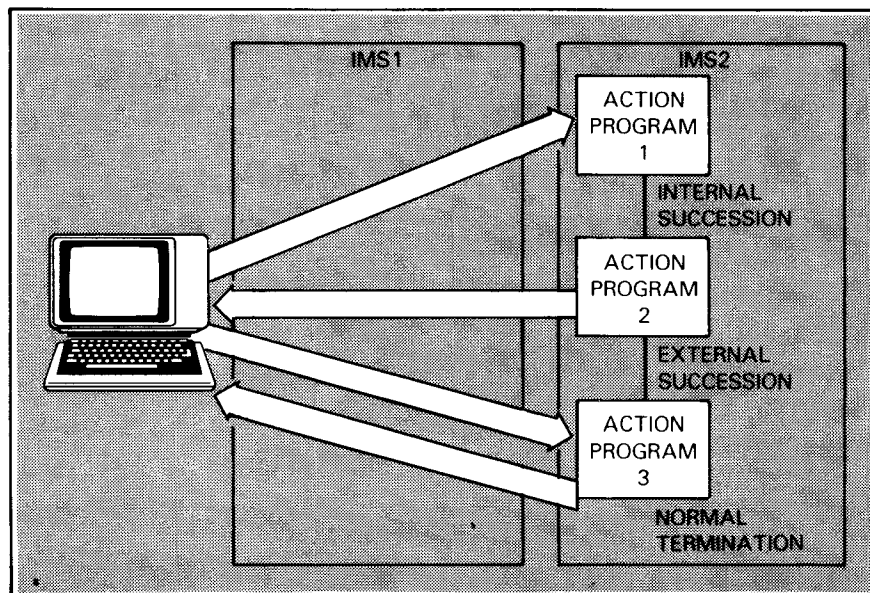 IMS1
IMS2
ACTION
PROGRAM
1
INTERNAL
SUCCESSION
ACTION
PROGRAM
2
EXTERNAL
SUCCESSION
ACTION
PROGRAM
3
NORMAL
TERMINATION